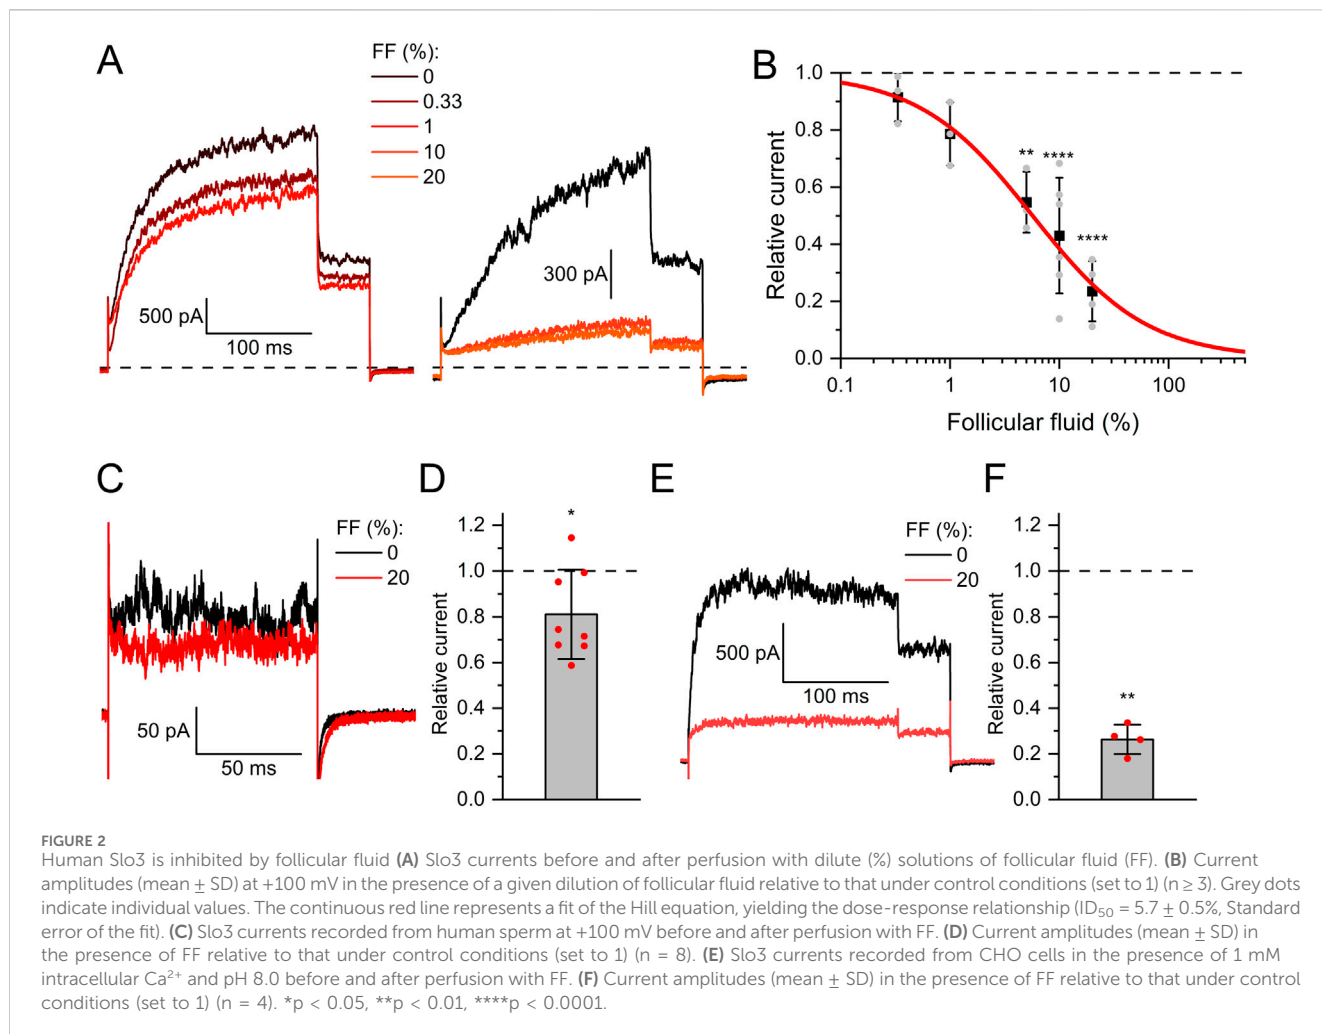 A
FF (%):
0
0.33
1
10
20
500 pA
100 ms
300 pA
B
Relative current
1.0
0.8
0.6
0.4
0.2
0.0
**
****
****
0.1
1
10
100
Follicular fluid (%)
C
FF (%):
0
20
50 pA
50 ms
D
Relative current
1.2
1.0
0.8
0.6
0.4
0.2
0.0
*
E
FF (%):
0
20
500 pA
100 ms
F
Relative current
1.2
1.0
0.8
0.6
0.4
0.2
0.0
**
FIGURE 2
Human Slo3 is inhibited by follicular fluid (A) Slo3 currents before and after perfusion with dilute (%) solutions of follicular fluid (FF). (B) Current
amplitudes (mean ± SD) at +100 mV in the presence of a given dilution of follicular fluid relative to that under control conditions (set to 1) (n ≥ 3). Grey dots
indicate individual values. The continuous red line represents a fit of the Hill equation, yielding the dose-response relationship (ID₅₀ = 5.7 ± 0.5%, Standard
error of the fit). (C) Slo3 currents recorded from human sperm at +100 mV before and after perfusion with FF. (D) Current amplitudes (mean ± SD) in
the presence of FF relative to that under control conditions (set to 1) (n = 8). (E) Slo3 currents recorded from CHO cells in the presence of 1 mM
intracellular Ca²⁺ and pH 8.0 before and after perfusion with FF. (F) Current amplitudes (mean ± SD) in the presence of FF relative to that under control
conditions (set to 1) (n = 4). *p < 0.05, **p < 0.01, ****p < 0.0001.